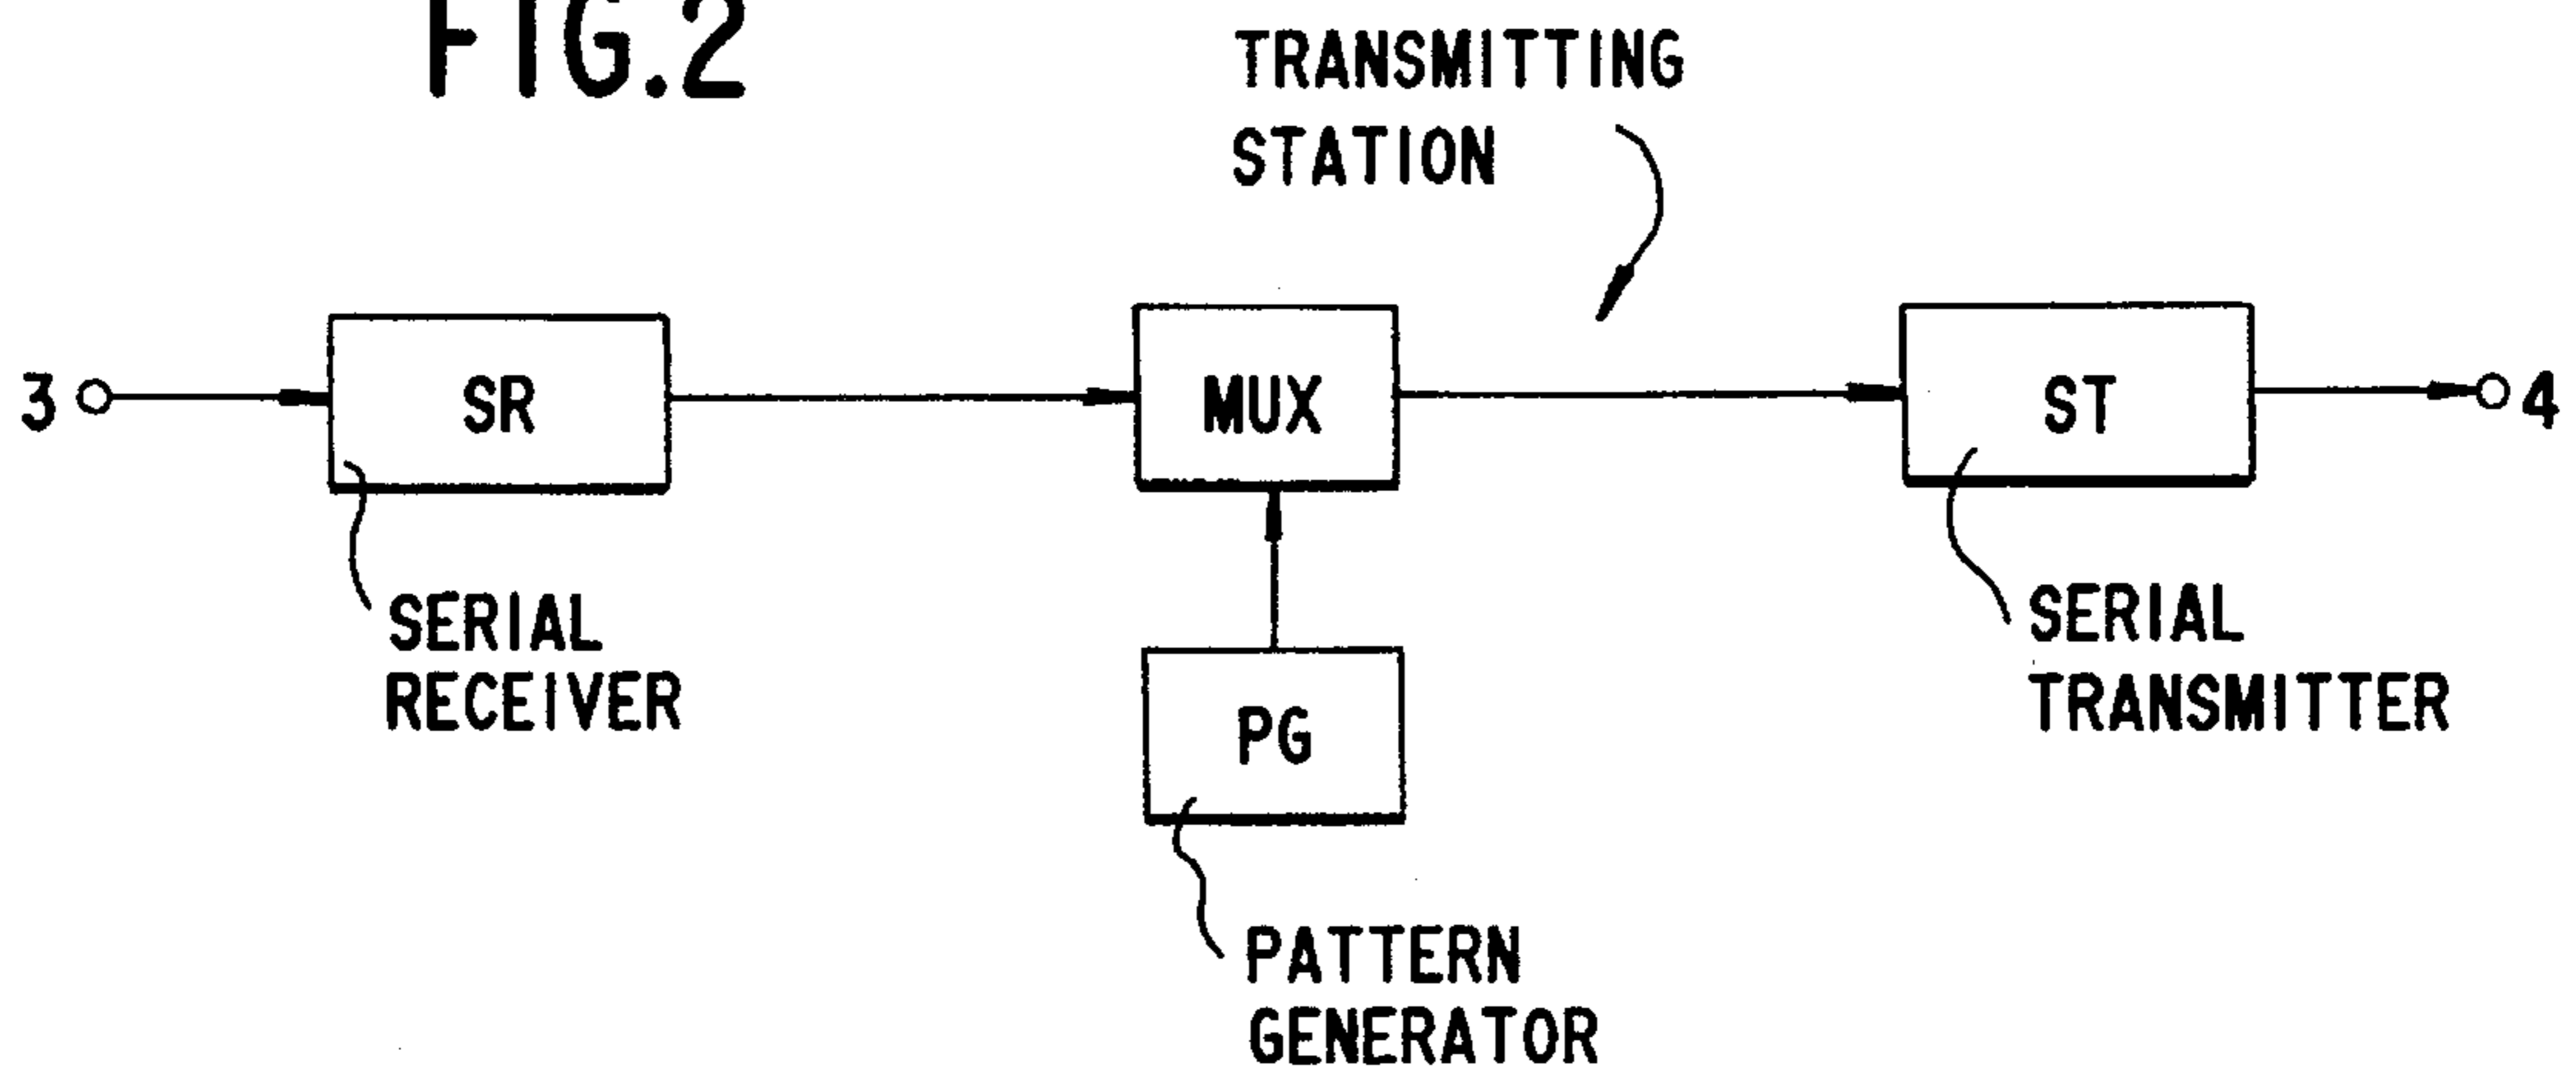 FIG.2
TRANSMITTING
STATION
3
SR
MUX
ST
4
SERIAL
RECEIVER
SERIAL
TRANSMITTER
PG
PATTERN
GENERATOR